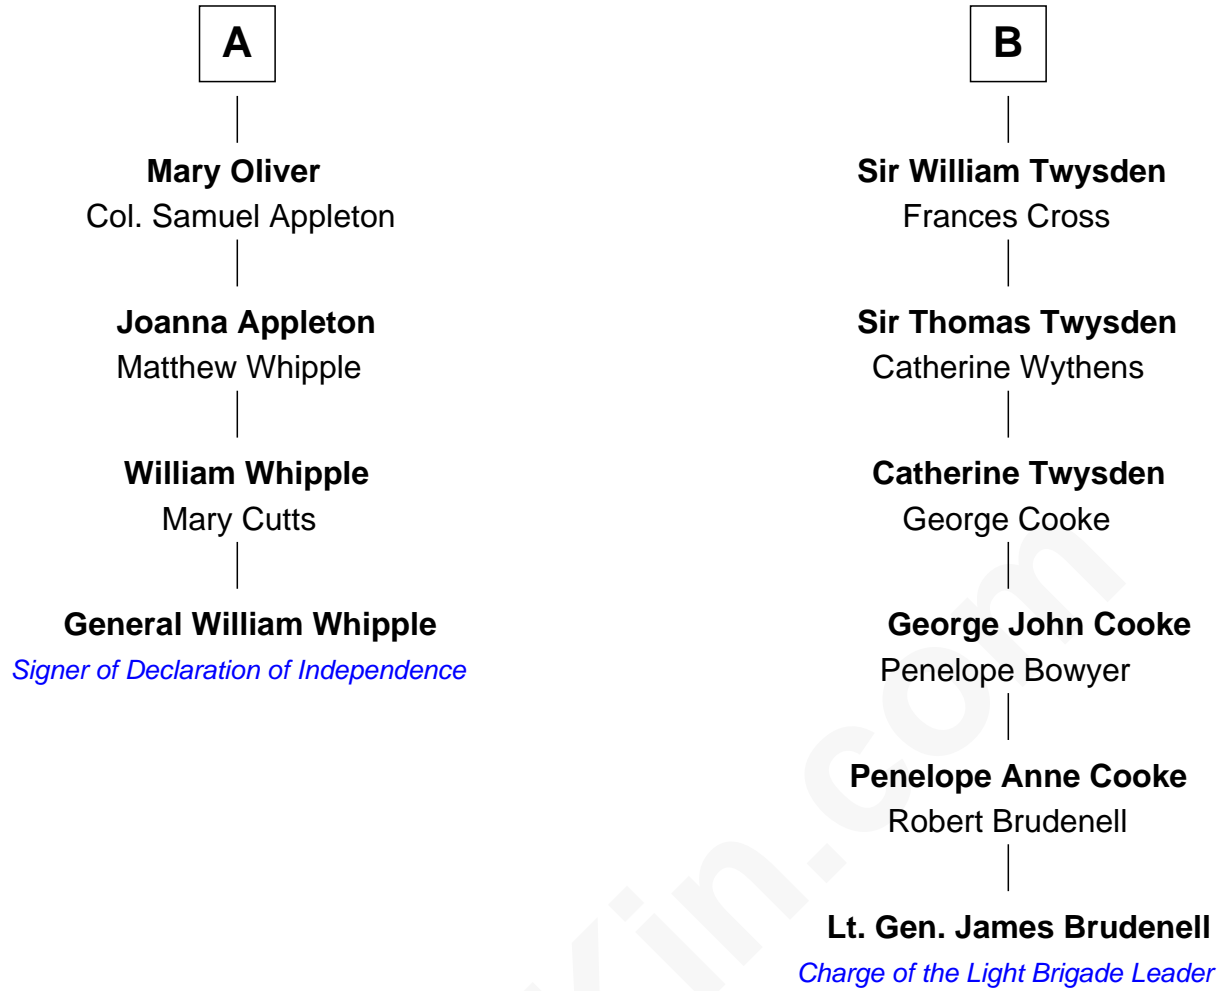 A
Mary Oliver
Col. Samuel Appleton
Joanna Appleton
Matthew Whipple
William Whipple
Mary Cutts
General William Whipple
Signer of Declaration of Independence
B
Sir William Twysden
Frances Cross
Sir Thomas Twysden
Catherine Wythens
Catherine Twysden
George Cooke
George John Cooke
Penelope Bowyer
Penelope Anne Cooke
Robert Brudenell
Lt. Gen. James Brudenell
Charge of the Light Brigade Leader
Kin.com